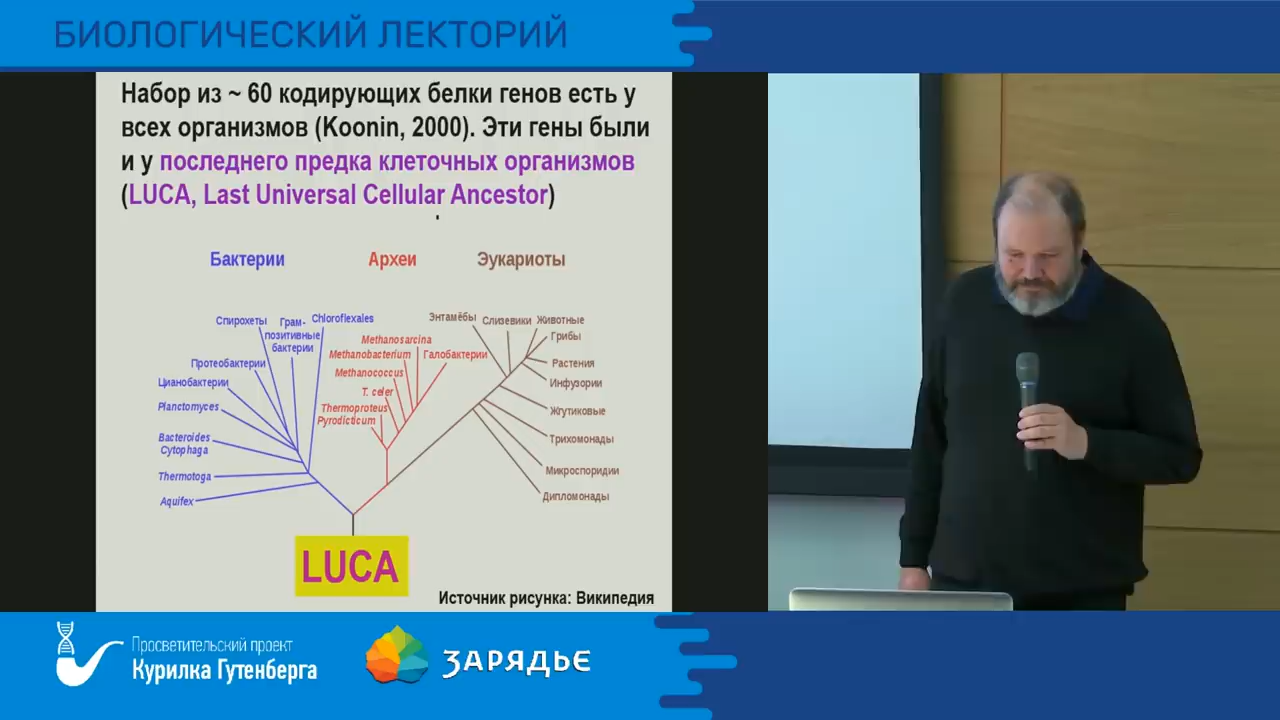 БИОЛОГИЧЕСКИЙ ЛЕКТОРИЙ
Набор из ~ 60 кодирующих белки генов есть у
всех организмов (Koonin, 2000). Эти гены были
и у последнего предка клеточных организмов
(LUCA, Last Universal Cellular Ancestor)
Бактерии
Археи
Эукариоты
Спирохеты
Грам-
позитивные
бактерии
Chloroflexales
Протеобактерии
Цианобактерии
Planctomyces
Bacteroides
Cytophaga
Thermotoga
Aquifex
Methanosarcina
Methanobacterium
Галобактерии
Methanococcus
T. celer
Thermoproteus
Pyrodicticum
Энтамёбы
Слизевики
Животные
Грибы
Растения
Инфузории
Жгутиковые
Трихомонады
Микроспоридии
Дипломонады
LUCA
Источник рисунка: Википедия
Просветительский проект
Курилка Гутенберга
ЗАРЯДЬЕ